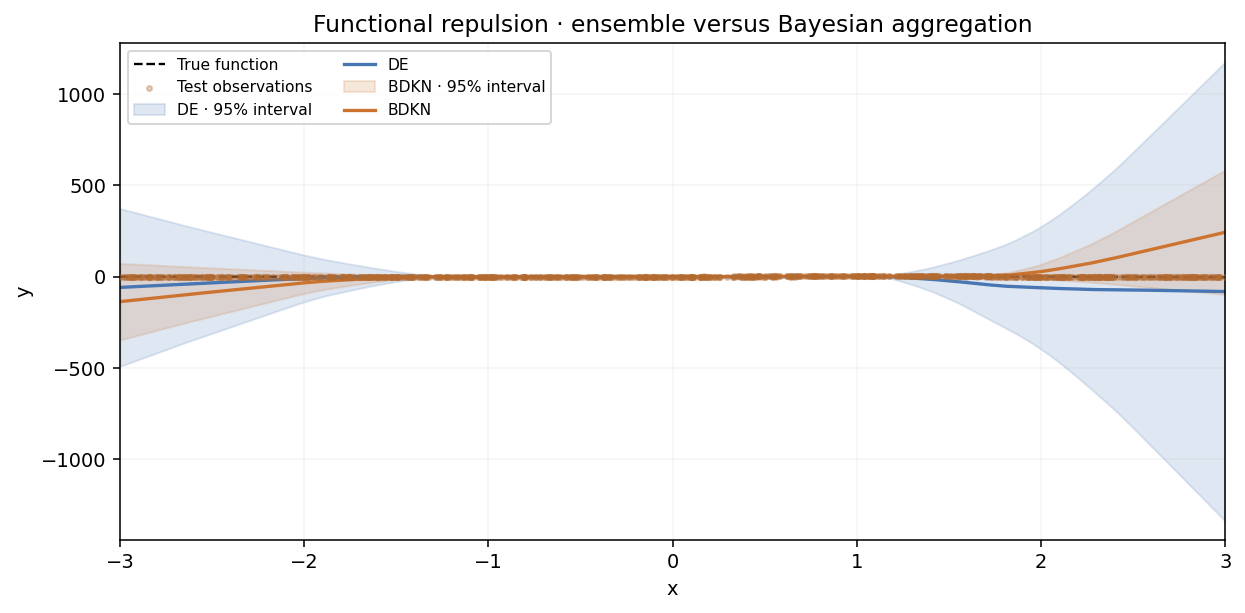 Functional repulsion · ensemble versus Bayesian aggregation
True function
Test observations
DE · 95% interval
DE
BDKN · 95% interval
BDKN
1000
500
0
−500
−1000
y
−3
−2
−1
0
1
2
3
x